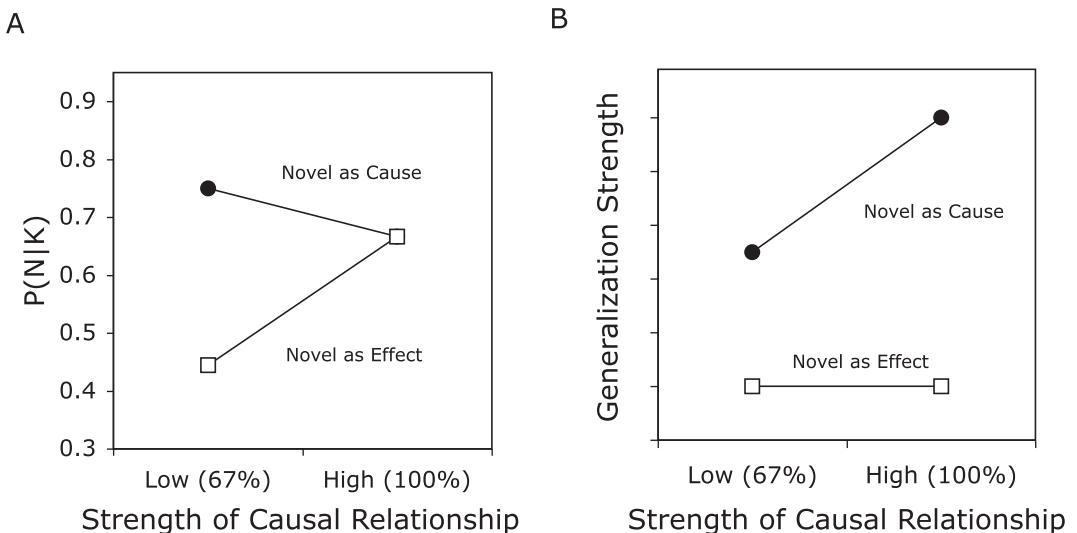 A
0.9
0.8
0.7
0.6
0.5
0.4
0.3
P(N|K)
Novel as Cause
Novel as Effect
Low (67%)
High (100%)
Strength of Causal Relationship
B
Generalization Strength
Novel as Cause
Novel as Effect
Low (67%)
High (100%)
Strength of Causal Relationship